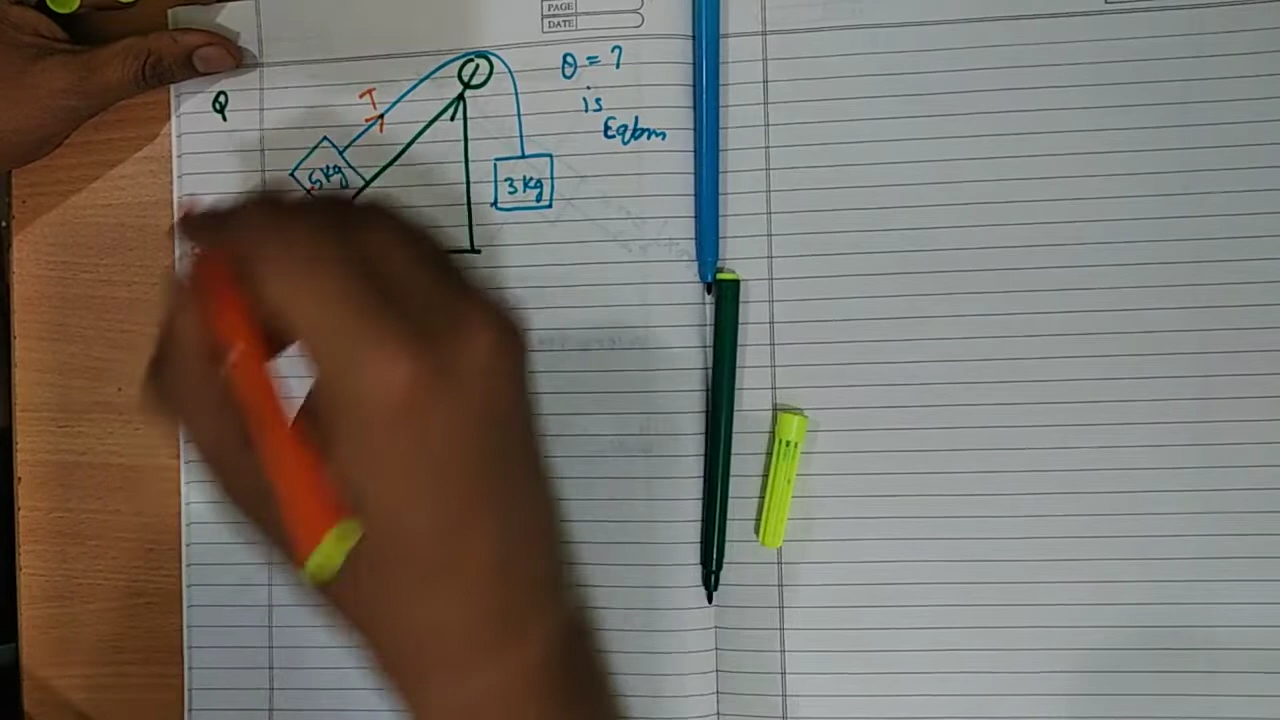 PAGE
DATE
Q
T
θ = ?
is
Eqbm
5kg
3kg